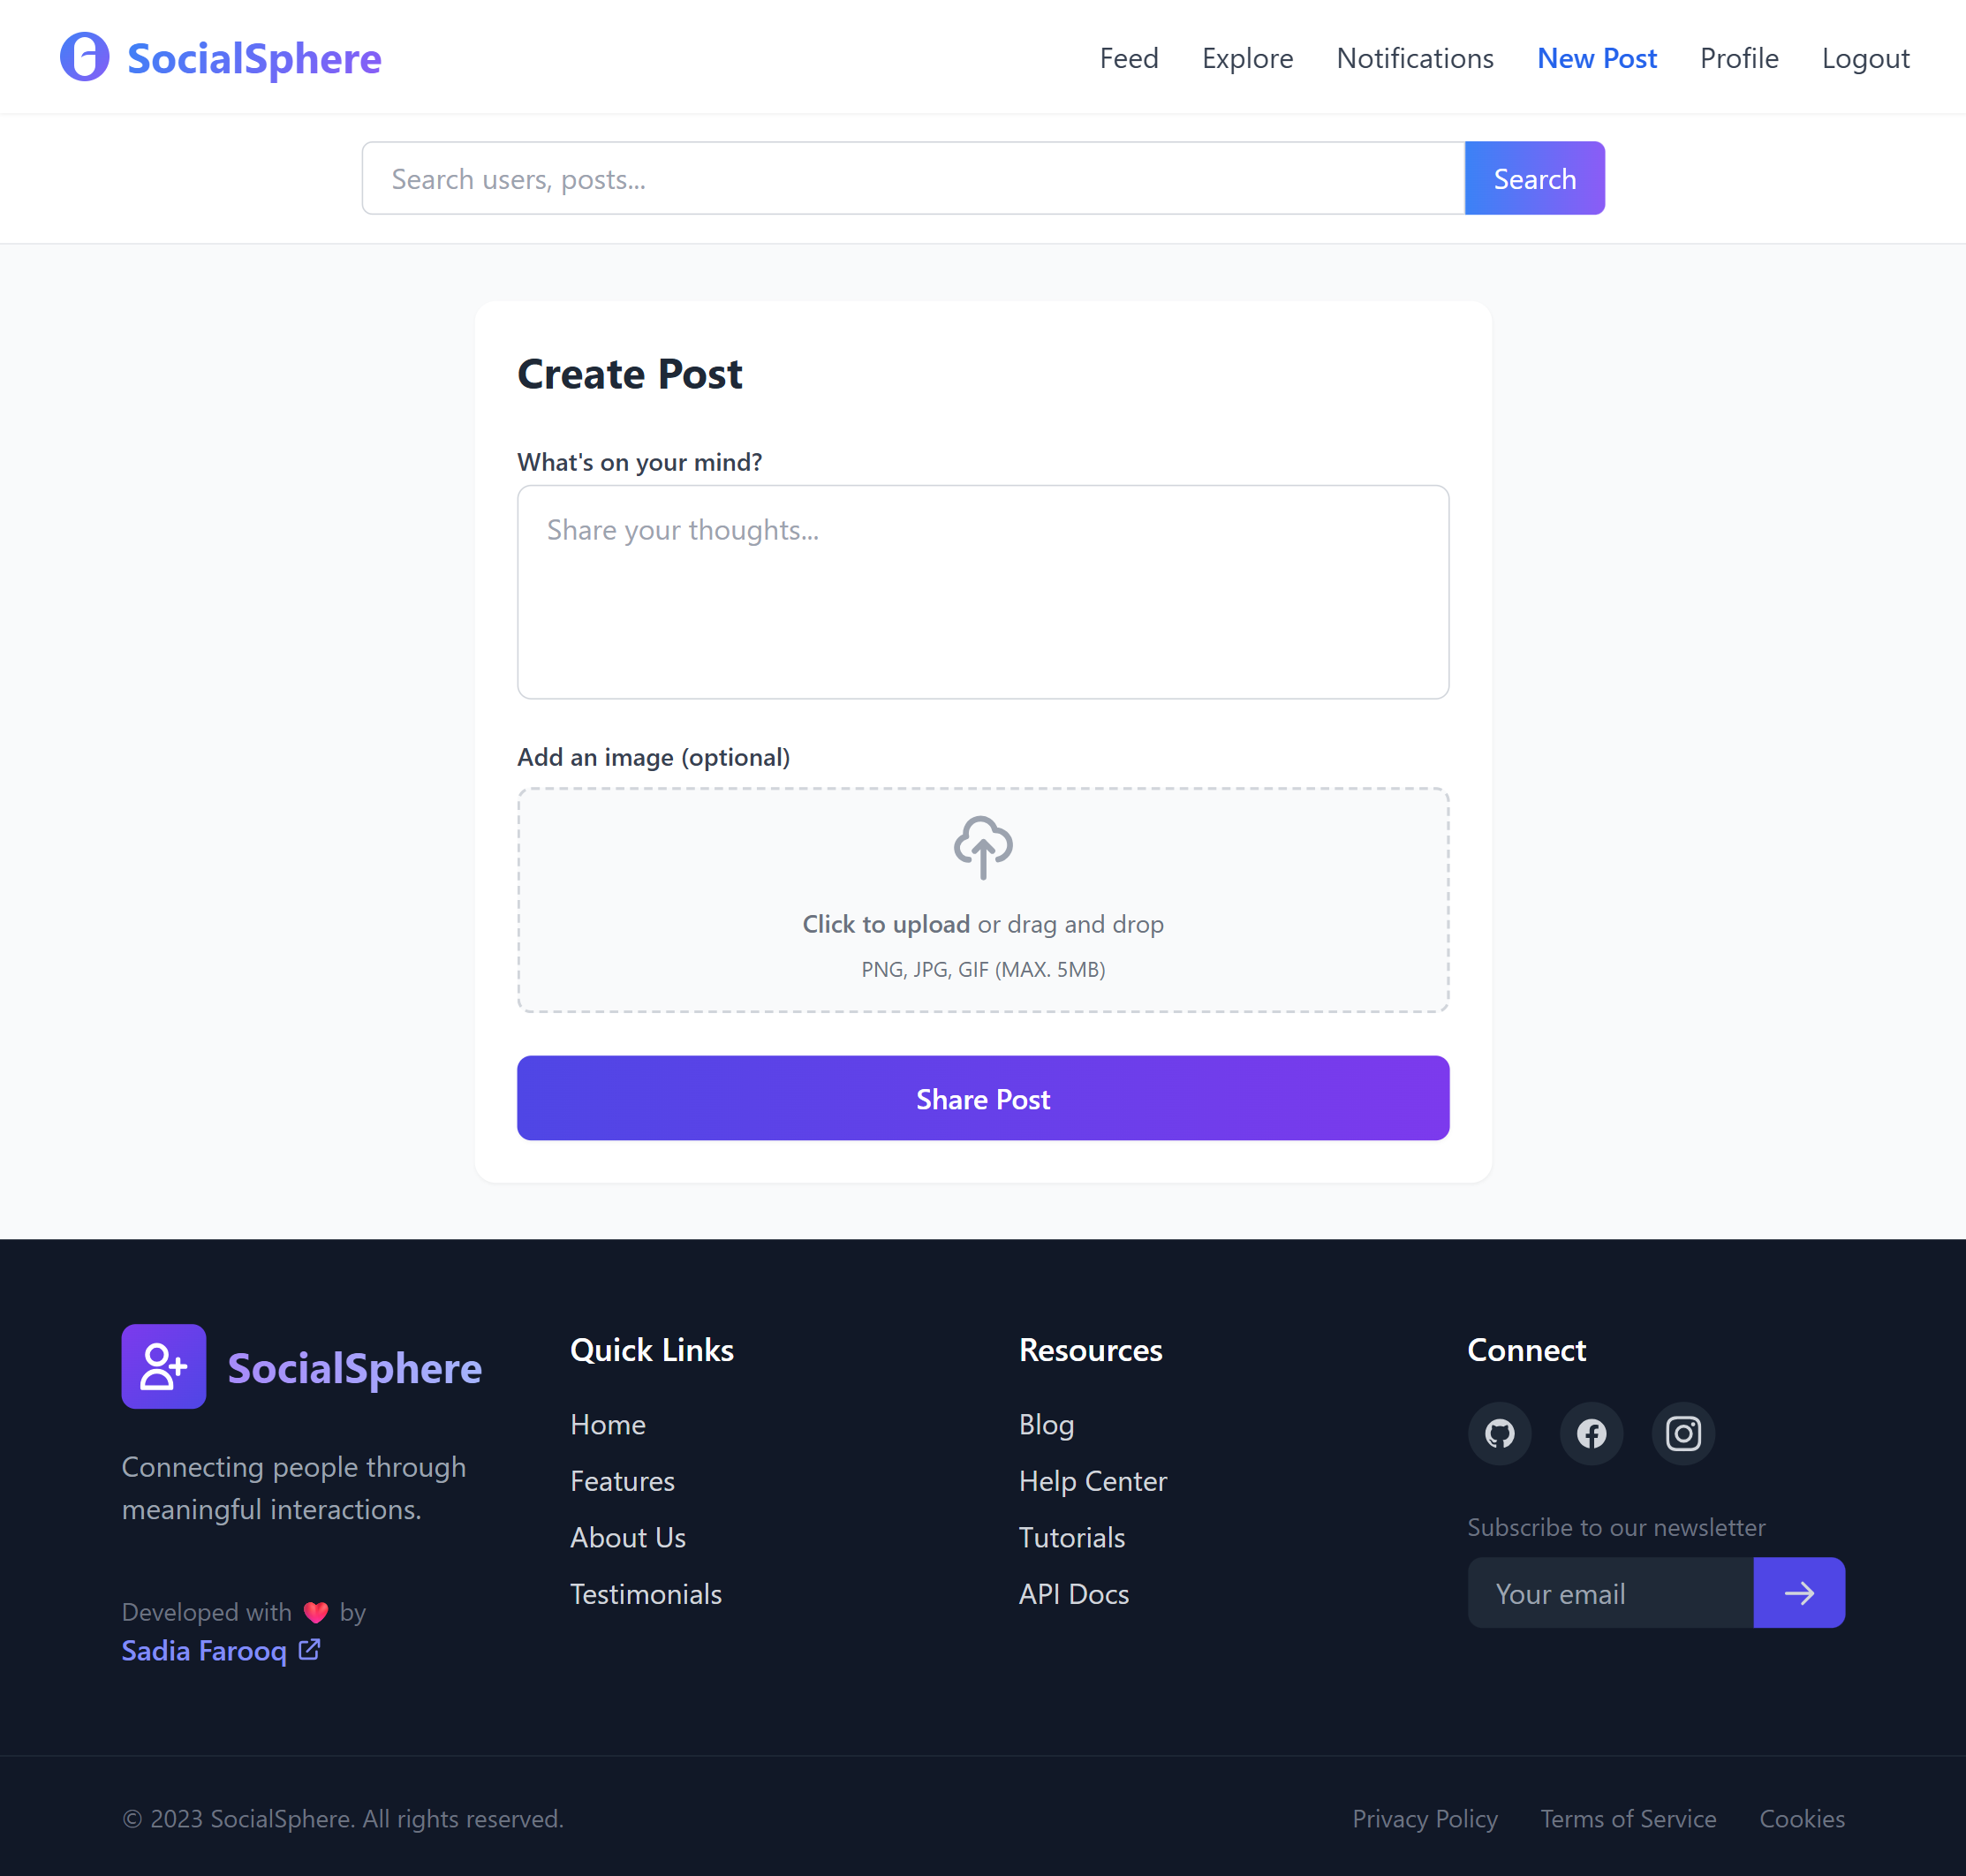 SocialSphere
Feed
Explore
Notifications
New Post
Profile
Logout
Search users, posts...
Search
Create Post
What's on your mind?
Share your thoughts...
Add an image (optional)
Click to upload or drag and drop
PNG, JPG, GIF (MAX. 5MB)
Share Post
SocialSphere
Connecting people through
meaningful interactions.
Developed with ❤️ by
Sadia Farooq
Quick Links
Home
Features
About Us
Testimonials
Resources
Blog
Help Center
Tutorials
API Docs
Connect
Subscribe to our newsletter
Your email
© 2023 SocialSphere. All rights reserved.
Privacy Policy
Terms of Service
Cookies